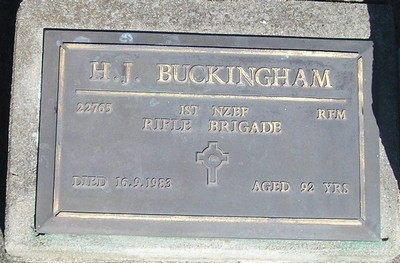 H.J. BUCKINGHAM
22765 1ST NZEF RFM
RIFLE BRIGADE
DIED 16.9.1983 AGED 92 YRS